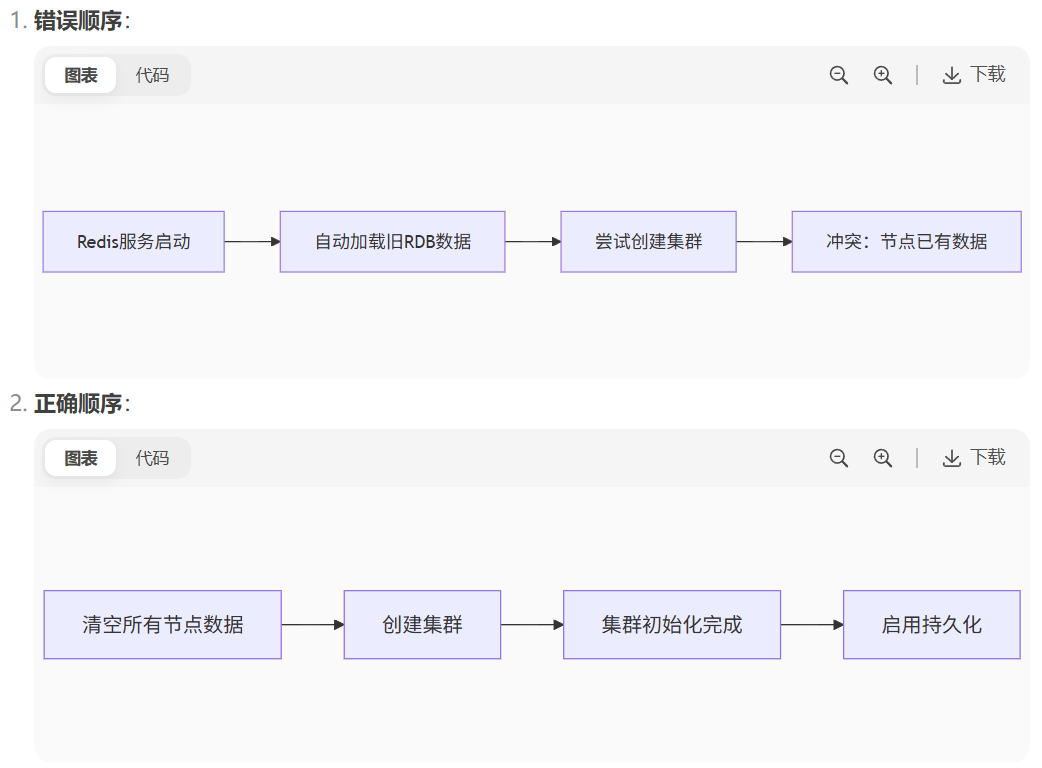 1. 错误顺序：
图表 代码 下载
Redis服务启动 自动加载旧RDB数据 尝试创建集群 冲突：节点已有数据
2. 正确顺序：
图表 代码 下载
清空所有节点数据 创建集群 集群初始化完成 启用持久化